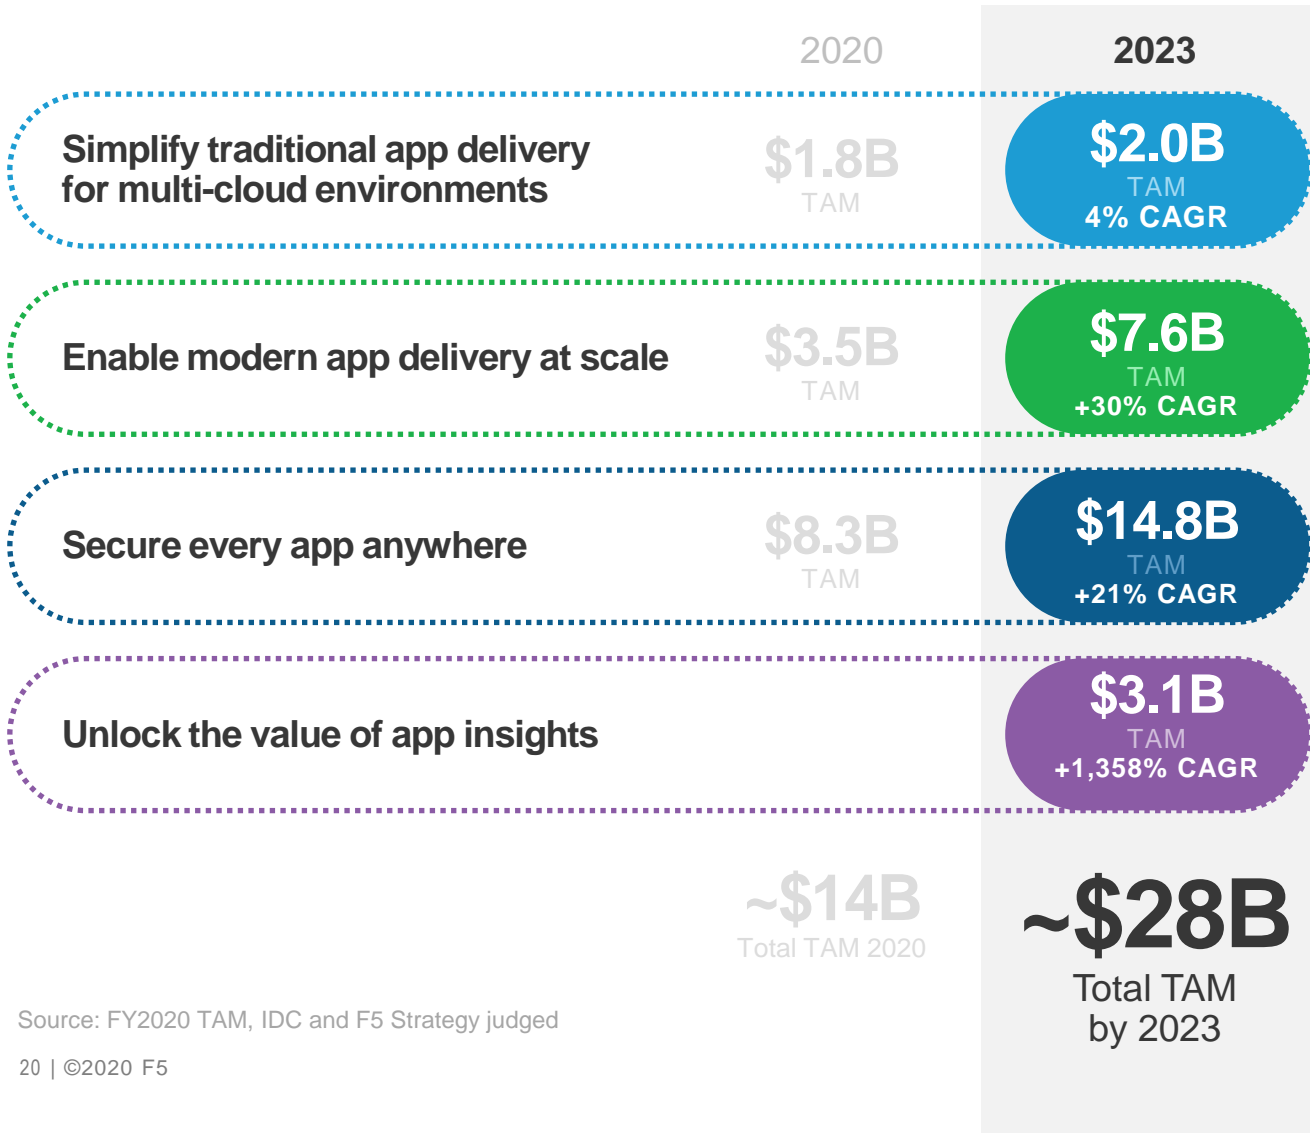 2020
2023
Simplify traditional app delivery
for multi-cloud environments
$1.8B
TAM
$2.0B
TAM
4% CAGR
Enable modern app delivery at scale
$3.5B
TAM
$7.6B
TAM
+30% CAGR
Secure every app anywhere
$8.3B
TAM
$14.8B
TAM
+21% CAGR
Unlock the value of app insights
$3.1B
TAM
+1,358% CAGR
~$14B
Total TAM 2020
~$28B
Total TAM
by 2023
Source: FY2020 TAM, IDC and F5 Strategy judged
20 | ©2020 F5